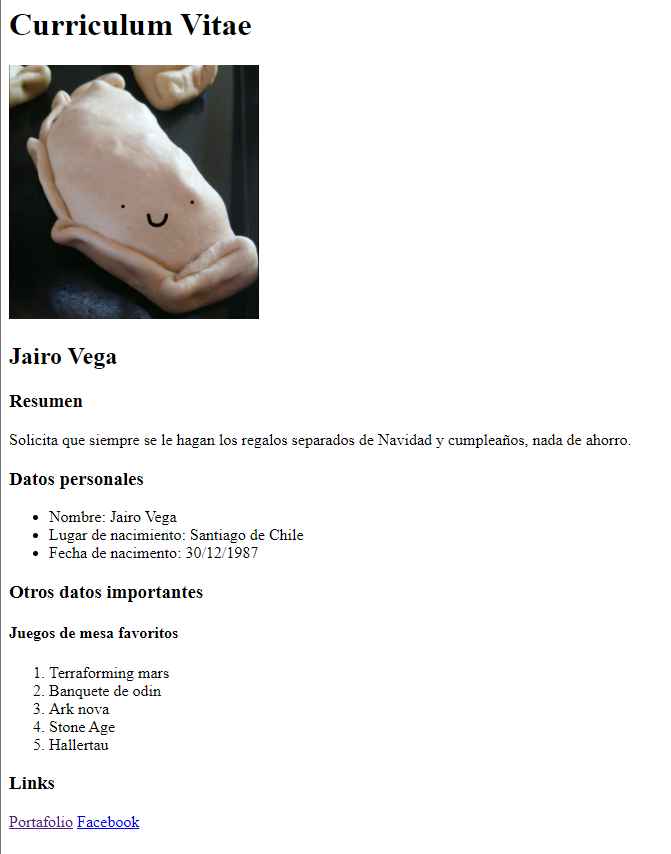 Curriculum Vitae
Jairo Vega
Resumen
Solicita que siempre se le hagan los regalos separados de Navidad y cumpleaños, nada de ahorro.
Datos personales
• Nombre: Jairo Vega
• Lugar de nacimiento: Santiago de Chile
• Fecha de nacimento: 30/12/1987
Otros datos importantes
Juegos de mesa favoritos
1. Terraforming mars
2. Banquete de odin
3. Ark nova
4. Stone Age
5. Hallertau
Links
Portafolio Facebook